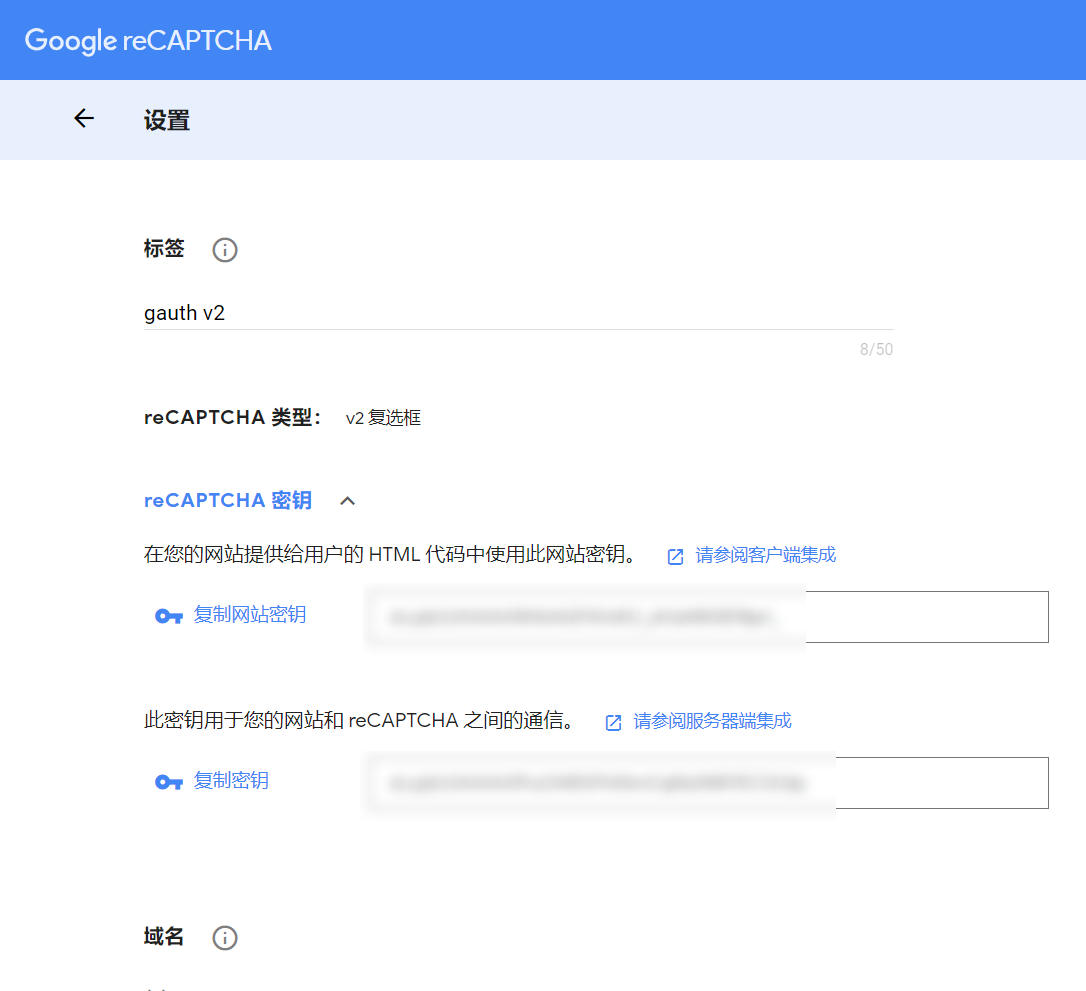 Google reCAPTCHA
设置
标签
gauth v2
8/50
reCAPTCHA 类型： v2 复选框
reCAPTCHA 密钥
在您的网站提供给用户的 HTML 代码中使用此网站密钥。 请参阅客户端集成
复制网站密钥
此密钥用于您的网站和 reCAPTCHA 之间的通信。 请参阅服务器端集成
复制密钥
域名